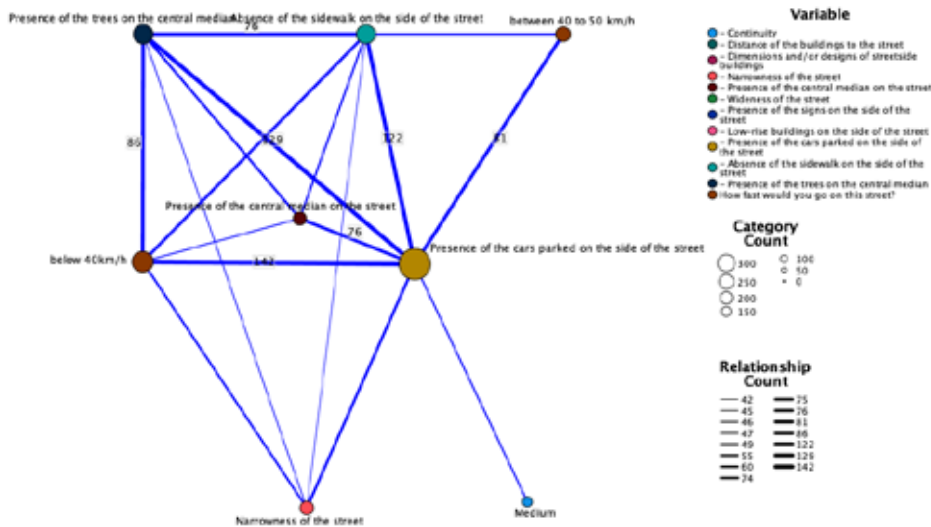 Presence of the trees on the central median
Absence of the sidewalk on the side of the street
between 40 to 50 km/h
76
86
129
122
81
Presence of the central median on the street
76
below 40km/h
142
Presence of the cars parked on the side of the street
Narrowness of the street
Medium
Variable
- Continuity
- Distance of the buildings to the street
- Dimensions and/or designs of streetside
buildings
- Narrowness of the street
- Presence of the central median on the street
- Wideness of the street
- Presence of the signs on the side of the
street
- Low-rise buildings on the side of the street
- Presence of the cars parked on the side of
the street
- Absence of the sidewalk on the side of the
street
- Presence of the trees on the central median
How fast would you go on this street?
Category
Count
300 100
250 50
200 0
150
Relationship
Count
42 75
45 76
46 81
47 86
49 122
55 129
60 142
74